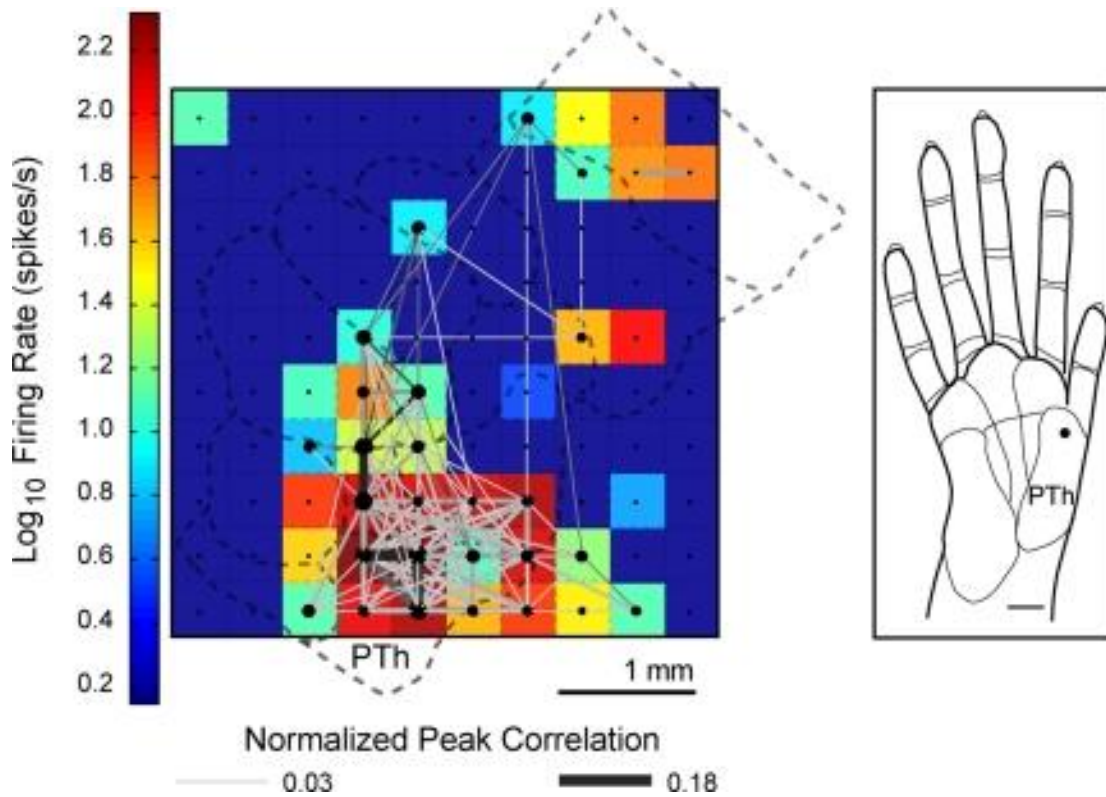 Log10 Firing Rate (spikes/s)
2.2
2.0
1.8
1.6
1.4
1.2
1.0
0.8
0.6
0.4
0.2
PTh
1 mm
Normalized Peak Correlation
0.03
0.18
PTh